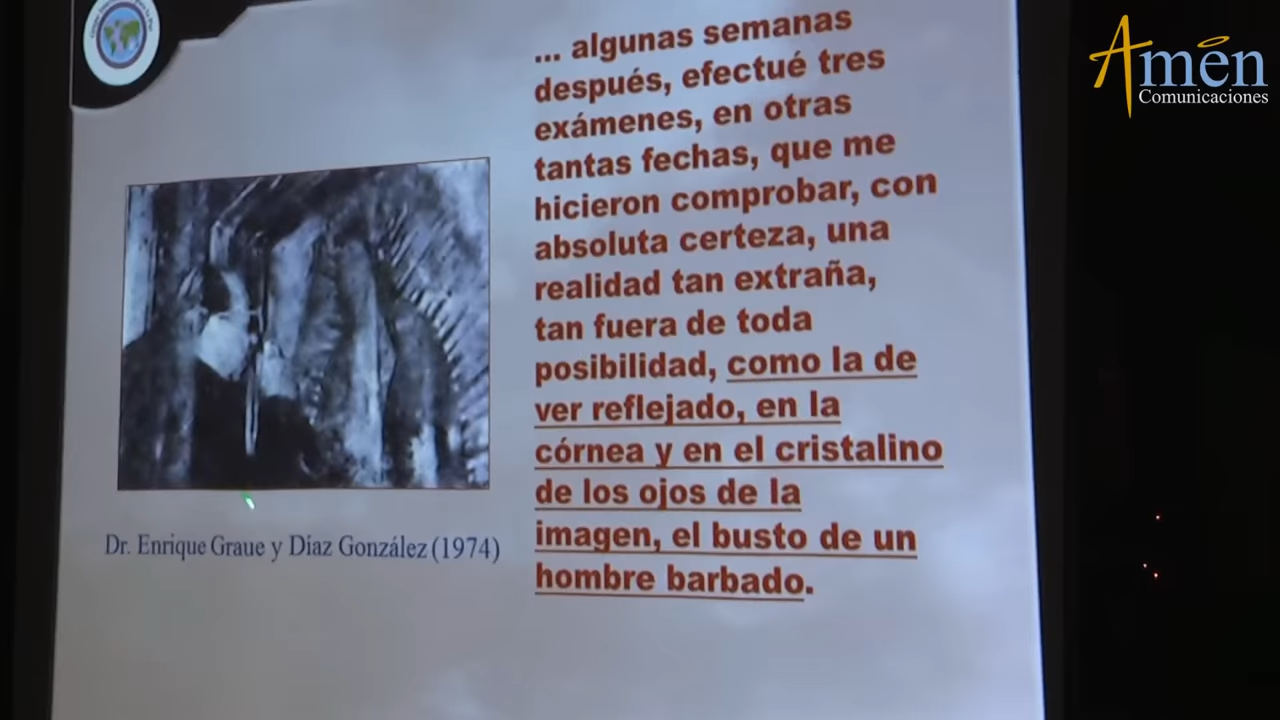 ... algunas semanas
después, efectué tres
exámenes, en otras
tantas fechas, que me
hicieron comprobar, con
absoluta certeza, una
realidad tan extraña,
tan fuera de toda
posibilidad, como la de
ver reflejado, en la
córnea y en el cristalino
de los ojos de la
imagen, el busto de un
hombre barbado.
Dr. Enrique Graue y Díaz González (1974)
Amén
Comunicaciones